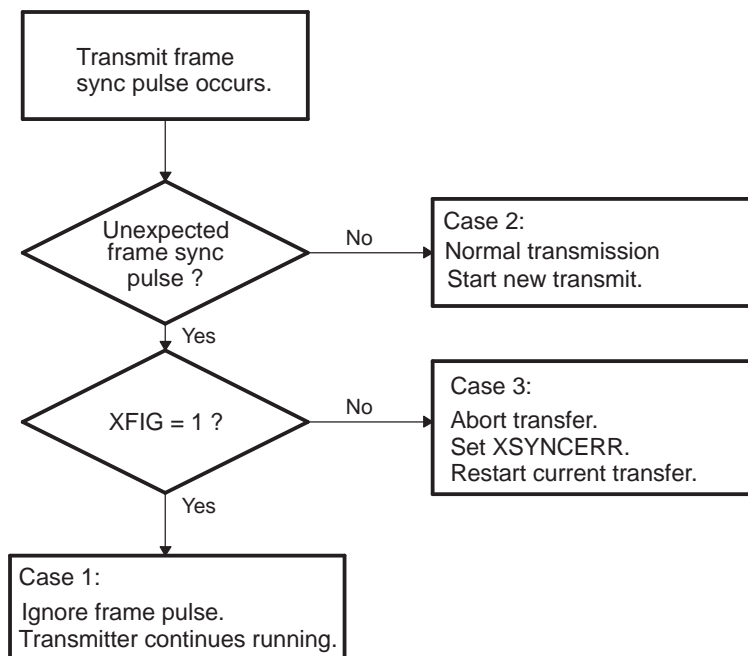 Transmit frame
sync pulse occurs.
Unexpected
frame sync
pulse ?
No
Case 2:
Normal transmission
Start new transmit.
Yes
XFIG = 1 ?
No
Case 3:
Abort transfer.
Set XSYNCERR.
Restart current transfer.
Yes
Case 1:
Ignore frame pulse.
Transmitter continues running.